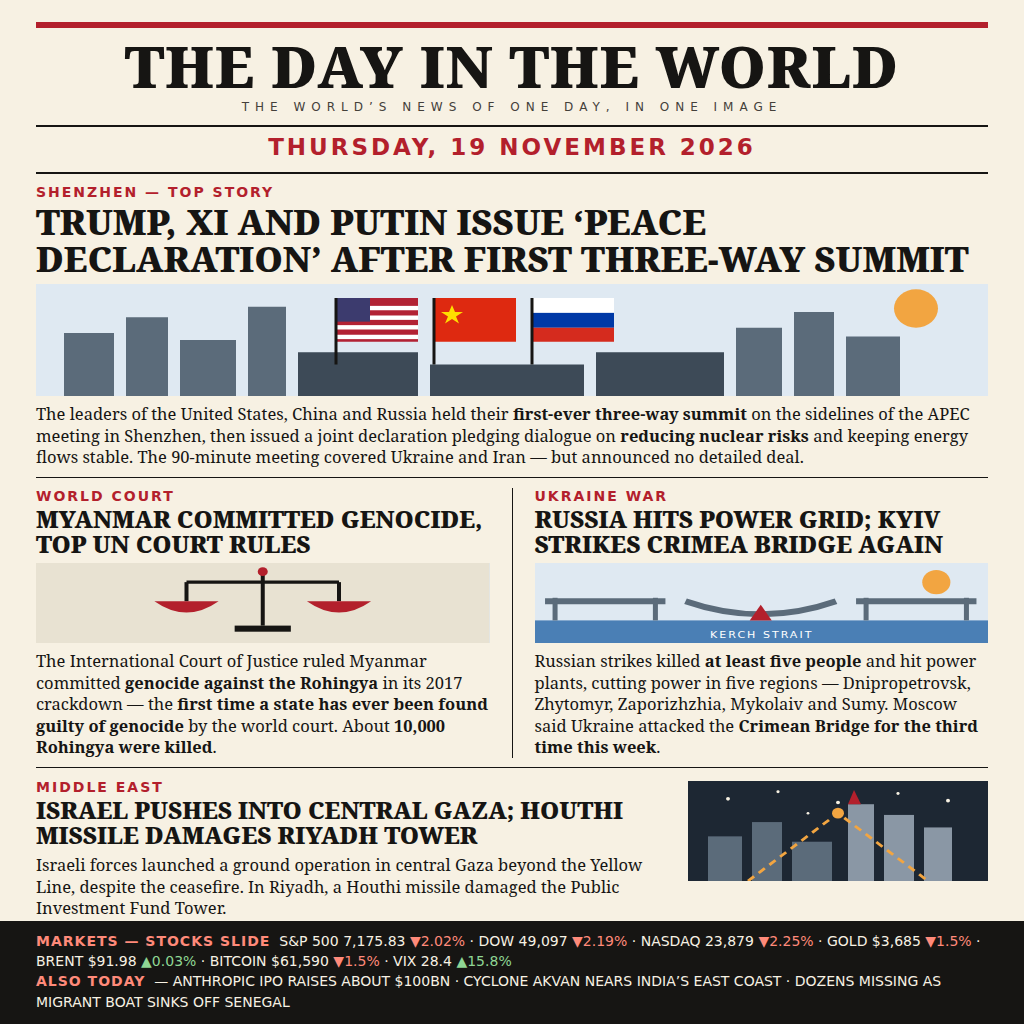 THE DAY IN THE WORLD
THE WORLD’S NEWS OF ONE DAY, IN ONE IMAGE
THURSDAY, 19 NOVEMBER 2026
SHENZHEN — TOP STORY
TRUMP, XI AND PUTIN ISSUE ‘PEACE
DECLARATION’ AFTER FIRST THREE-WAY SUMMIT
The leaders of the United States, China and Russia held their first-ever three-way summit on the sidelines of the APEC
meeting in Shenzhen, then issued a joint declaration pledging dialogue on reducing nuclear risks and keeping energy
flows stable. The 90-minute meeting covered Ukraine and Iran — but announced no detailed deal.
WORLD COURT
MYANMAR COMMITTED GENOCIDE,
TOP UN COURT RULES
The International Court of Justice ruled Myanmar
committed genocide against the Rohingya in its 2017
crackdown — the first time a state has ever been found
guilty of genocide by the world court. About 10,000
Rohingya were killed.
UKRAINE WAR
RUSSIA HITS POWER GRID; KYIV
STRIKES CRIMEA BRIDGE AGAIN
KERCH STRAIT
Russian strikes killed at least five people and hit power
plants, cutting power in five regions — Dnipropetrovsk,
Zhytomyr, Zaporizhzhia, Mykolaiv and Sumy. Moscow
said Ukraine attacked the Crimean Bridge for the third
time this week.
MIDDLE EAST
ISRAEL PUSHES INTO CENTRAL GAZA; HOUTHI
MISSILE DAMAGES RIYADH TOWER
Israeli forces launched a ground operation in central Gaza beyond the Yellow
Line, despite the ceasefire. In Riyadh, a Houthi missile damaged the Public
Investment Fund Tower.
MARKETS — STOCKS SLIDE S&P 500 7,175.83 ▼2.02% · DOW 49,097 ▼2.19% · NASDAQ 23,879 ▼2.25% · GOLD $3,685 ▼1.5% ·
BRENT $91.98 ▲0.03% · BITCOIN $61,590 ▼1.5% · VIX 28.4 ▲15.8%
ALSO TODAY — ANTHROPIC IPO RAISES ABOUT $100BN · CYCLONE AKVAN NEARS INDIA’S EAST COAST · DOZENS MISSING AS
MIGRANT BOAT SINKS OFF SENEGAL